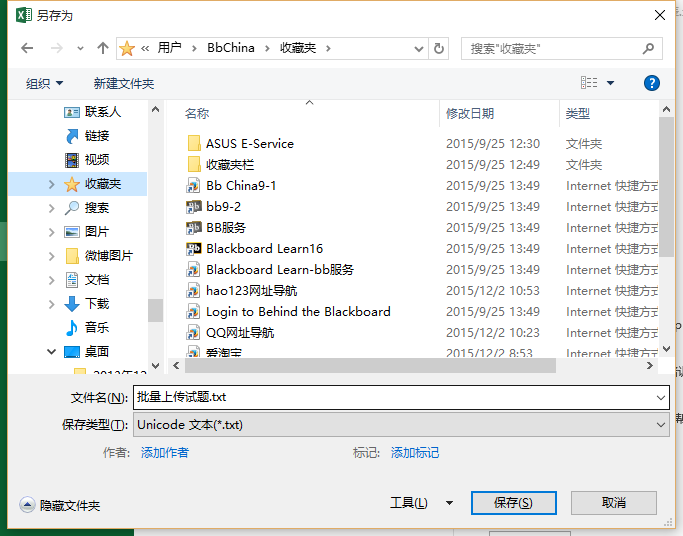 另存为
« 用户 > BbChina > 收藏夹 >
搜索"收藏夹"
组织 新建文件夹
名称 修改日期 类型
联系人
链接
视频
收藏夹
搜索
图片
微博图片
文档
下载
音乐
桌面
ASUS E-Service 2015/9/25 12:30 文件夹
收藏夹栏 2015/9/25 12:49 文件夹
Bb China9-1 2015/9/25 13:49 Internet 快捷方式
bb9-2 2015/9/25 13:49 Internet 快捷方式
BB服务 2015/9/25 13:49 Internet 快捷方式
Blackboard Learn16 2015/9/25 13:49 Internet 快捷方式
Blackboard Learn-bb服务 2015/9/25 13:49 Internet 快捷方式
hao123网址导航 2015/12/2 10:53 Internet 快捷方式
Login to Behind the Blackboard 2015/9/25 13:49 Internet 快捷方式
QQ网址导航 2015/12/2 10:23 Internet 快捷方式
爱淘宝 2015/12/2 8:53 Internet 快捷方式
文件名(N): 批量上传试题.txt
保存类型(T): Unicode 文本(*.txt)
作者: 添加作者 标记: 添加标记
隐藏文件夹 工具(L) 保存(S) 取消